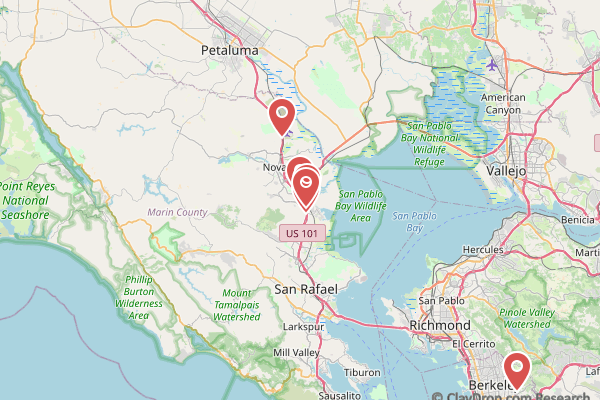 Petaluma
American
Canyon
San Pablo
Bay National
Wildlife
Refuge
Vallejo
Nova
Point Reyes
National
Seashore
Marin County
San Pablo
Bay Wildlife
Area
San Pablo
Bay
Benicia
US 101
Hercules
Mart
Phillip
Burton
Wilderness
Area
San Rafael
Mount
Tamalpais
Watershed
San Pablo
Pinole Valley
Watershed
Larkspur
Richmond
El Cerrito
Mill Valley
Tiburon
Laf
Berkele
Sausalito
© ClayDrop.com Research